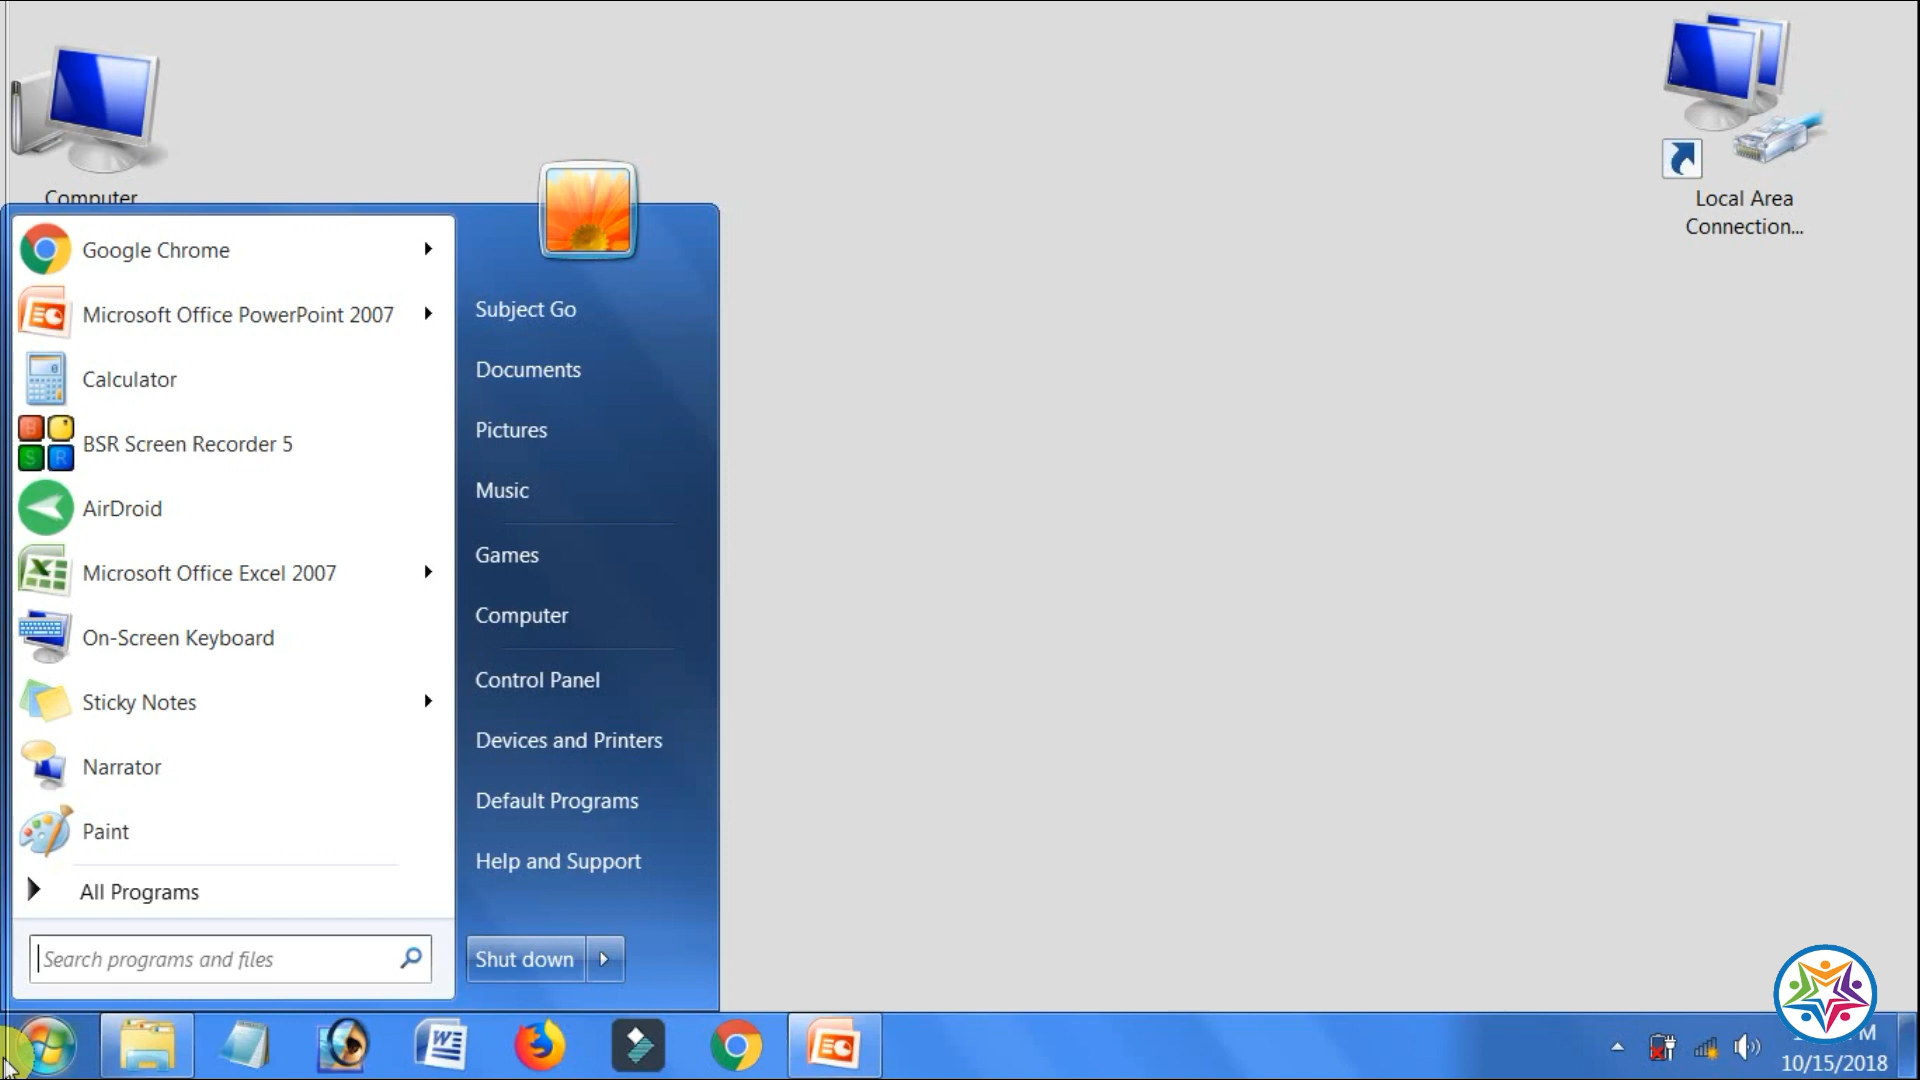 Computer
Local Area
Connection...
Google Chrome
Microsoft Office PowerPoint 2007
Calculator
BSR Screen Recorder 5
AirDroid
Microsoft Office Excel 2007
On-Screen Keyboard
Sticky Notes
Narrator
Paint
All Programs
Search programs and files
Subject Go
Documents
Pictures
Music
Games
Computer
Control Panel
Devices and Printers
Default Programs
Help and Support
Shut down
10/15/2018